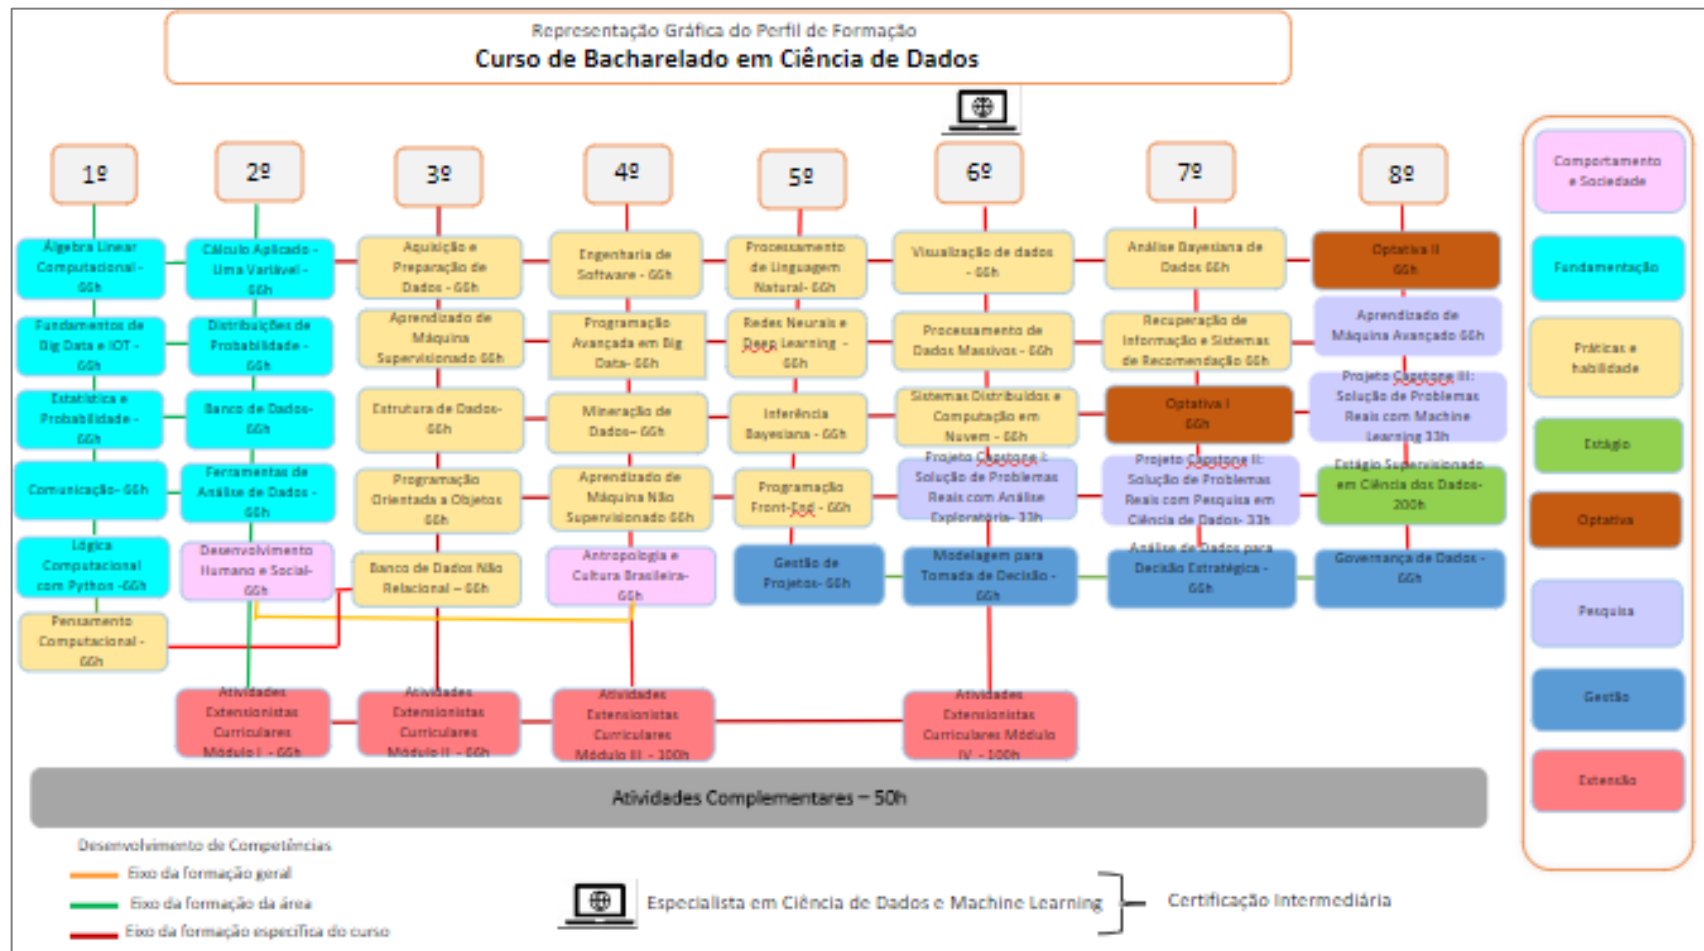 Representação Gráfica do Perfil de Formação
Curso de Bacharelado em Ciência de Dados
1º
2º
3º
4º
5º
6º
7º
8º
Álgebra Linear
Computacional-
66h
Fundamentos de
Big Data e IOT -
66h
Estatística e
Probabilidade -
66h
Comunicação- 66h
Lógica
Computacional
com Python -66h
Pensamento
Computacional -
66h
Cálculo Aplicado -
Uma Variável -
66h
Distribuições de
Probabilidade -
66h
Banco de Dados-
66h
Ferramentas de
Análise de Dados -
66h
Desenvolvimento
Humano e Social-
66h
Atividades
Extensionistas
Curriculares
Módulo I - 66h
Aquisição e
Preparação de
Dados - 66h
Aprendizado de
Máquina
Supervisionado 66h
Estrutura de Dados-
66h
Programação
Orientada a Objetos
66h
Banco de Dados Não
Relacional – 66h
Atividades
Extensionistas
Curriculares
Módulo II - 66h
Engenharia de
Software - 66h
Programação
Avançada em Big
Data- 66h
Mineração de
Dados– 66h
Aprendizado de
Máquina Não
Supervisionado 66h
Antropologia e
Cultura Brasileira-
66h
Atividades
Extensionistas
Curriculares
Módulo III - 100h
Processamento
de Linguagem
Natural- 66h
Redes Neurais e
Deep Learning -
66h
Inferência
Bayesiana - 66h
Programação
Front-End - 66h
Gestão de
Projetos- 66h
Visualização de dados
- 66h
Processamento de
Dados Massivos - 66h
Sistemas Distribuídos e
Computação em
Nuvem - 66h
Projeto Capstone I:
Solução de Problemas
Reais com Análise
Exploratória- 33h
Modelagem para
Tomada de Decisão -
66h
Atividades
Extensionistas
Curriculares Módulo
IV - 100h
Análise Bayesiana de
Dados 66h
Recuperação de
Informação e Sistemas
de Recomendação 66h
Optativa I
66h
Projeto Capstone II:
Solução de Problemas
Reais com Pesquisa em
Ciência de Dados- 33h
Análise de Dados para
Decisão Estratégica -
66h
Optativa II
66h
Aprendizado de
Máquina Avançado 66h
Projeto Capstone III:
Solução de Problemas
Reais com Machine
Learning 33h
Estágio Supervisionado
em Ciência dos Dados-
200h
Governança de Dados -
66h
Comportamento
e Sociedade
Fundamentação
Práticas e
habilidade
Estágio
Optativa
Pesquisa
Gestão
Extensão
Atividades Complementares – 50h
Desenvolvimento de Competências
Eixo da formação geral
Eixo da formação da área
Eixo da formação específica do curso
Especialista em Ciência de Dados e Machine Learning
Certificação Intermediária